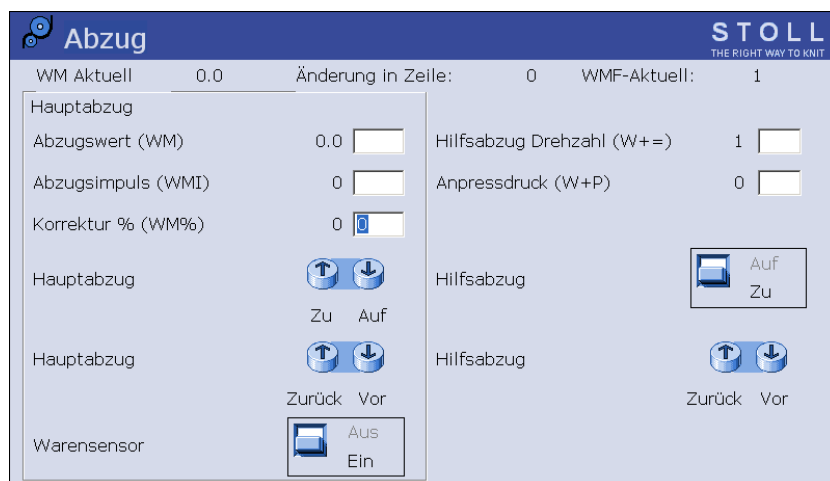 Abzug
STOLL
THE RIGHT WAY TO KNIT
WM Aktuell 0.0 Änderung in Zeile: 0 WMF-Aktuell: 1
Hauptabzug
Abzugswert (WM) 0.0
Hilfsabzug Drehzahl (W+=) 1
Abzugsimpuls (WMI) 0
Anpressdruck (W+P) 0
Korrektur % (WM%) 0 0
Hauptabzug
Zu Auf
Hilfsabzug
Auf
Zu
Hauptabzug
Zurück Vor
Hilfsabzug
Zurück Vor
Warensensor
Aus
Ein